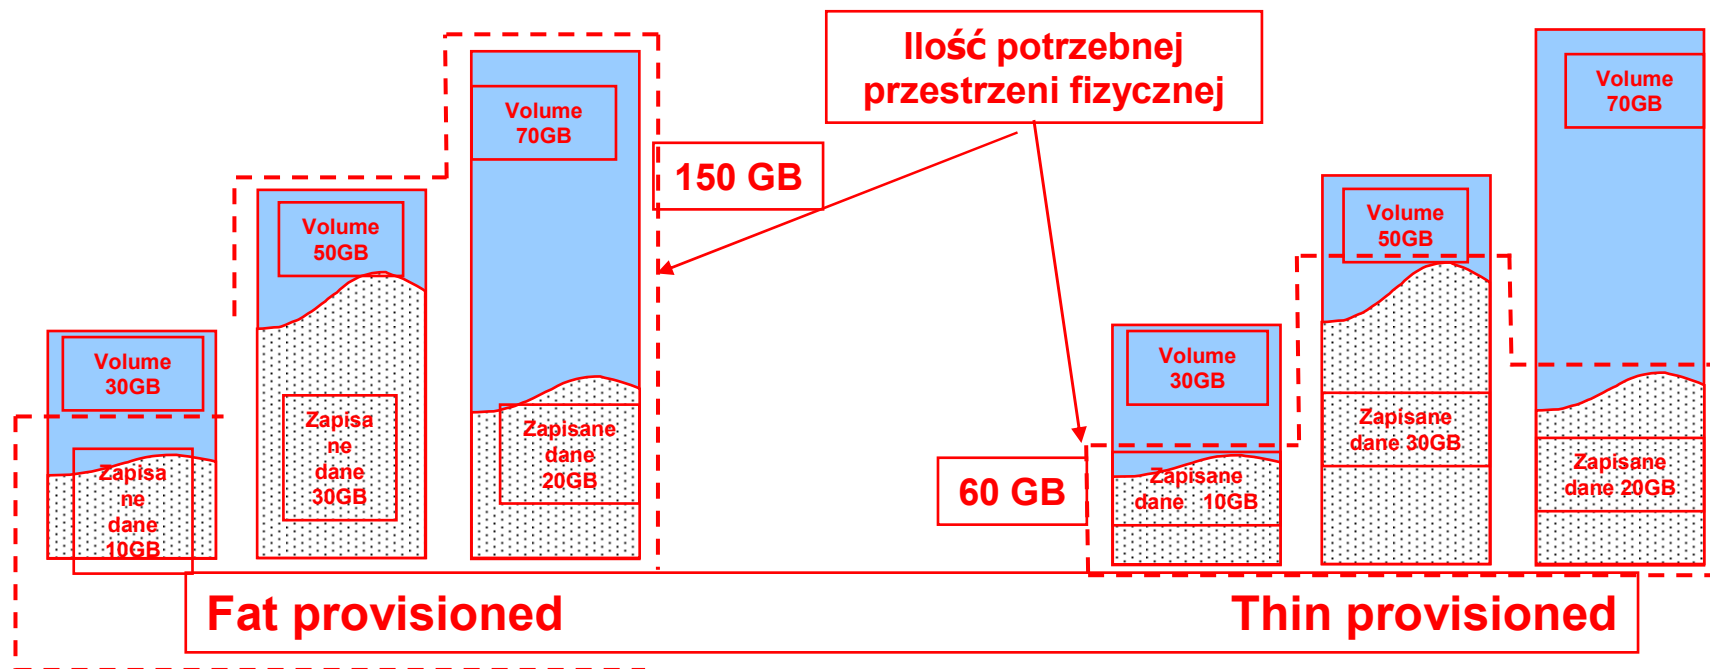 Ilość potrzebnej
przestrzeni fizycznej
Volume
70GB
150 GB
Volume
50GB
Volume
30GB
Zapisa
ne
dane
10GB
Zapisa
ne
dane
30GB
Zapisane
dane
20GB
Volume
70GB
Volume
50GB
Volume
30GB
60 GB
Zapisane
dane 10GB
Zapisane
dane 30GB
Zapisane
dane 20GB
Fat provisioned
Thin provisioned